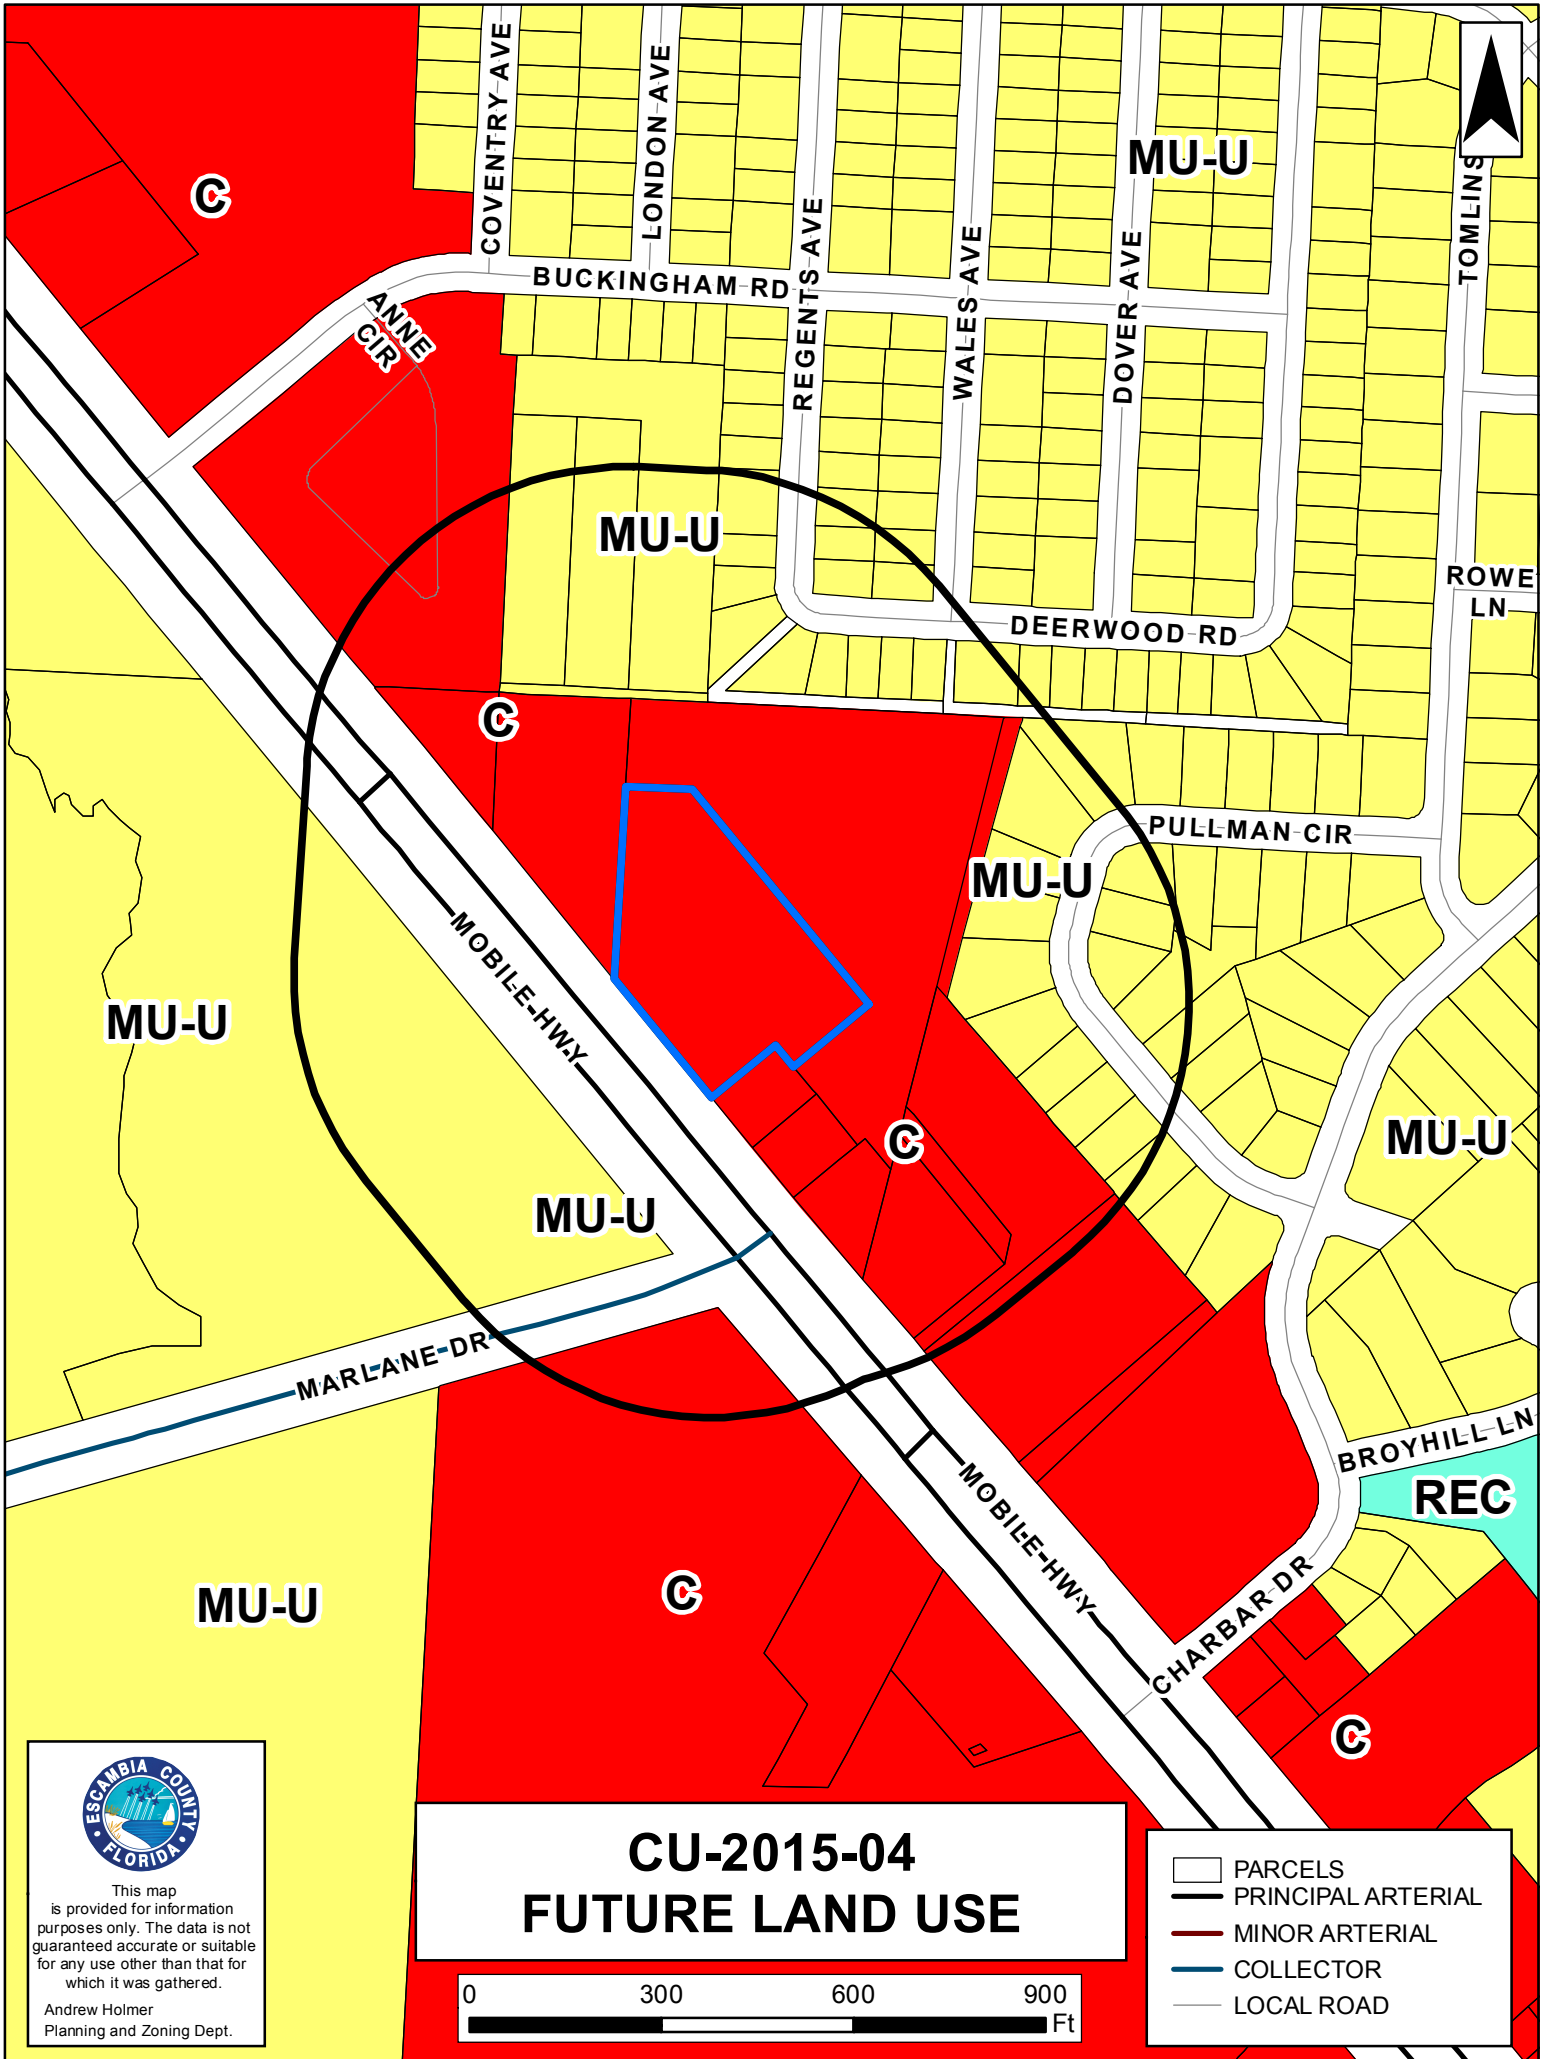 COVENTRY AVE
LONDON AVE
MU-U
C
TOMLINS
REGENTS AVE
WALES AVE
DOVER AVE
BUCKINGHAM RD
ANNE
CIR
MU-U
ROWE
LN
DEERWOOD RD
C
PULLMAN CIR
MU-U
MOBILE HWY
MU-U
C
MU-U
MU-U
MARLANE DR
BROYHILL LN
REC
MOBILE HWY
C
MU-U
CHARBAR DR
C
ESCAMBIA COUNTY
FLORIDA
This map
is provided for information
purposes only. The data is not
guaranteed accurate or suitable
for any use other than that for
which it was gathered.
Andrew Holmer
Planning and Zoning Dept.
CU-2015-04
FUTURE LAND USE
0 300 600 900
Ft
PARCELS
PRINCIPAL ARTERIAL
MINOR ARTERIAL
COLLECTOR
LOCAL ROAD